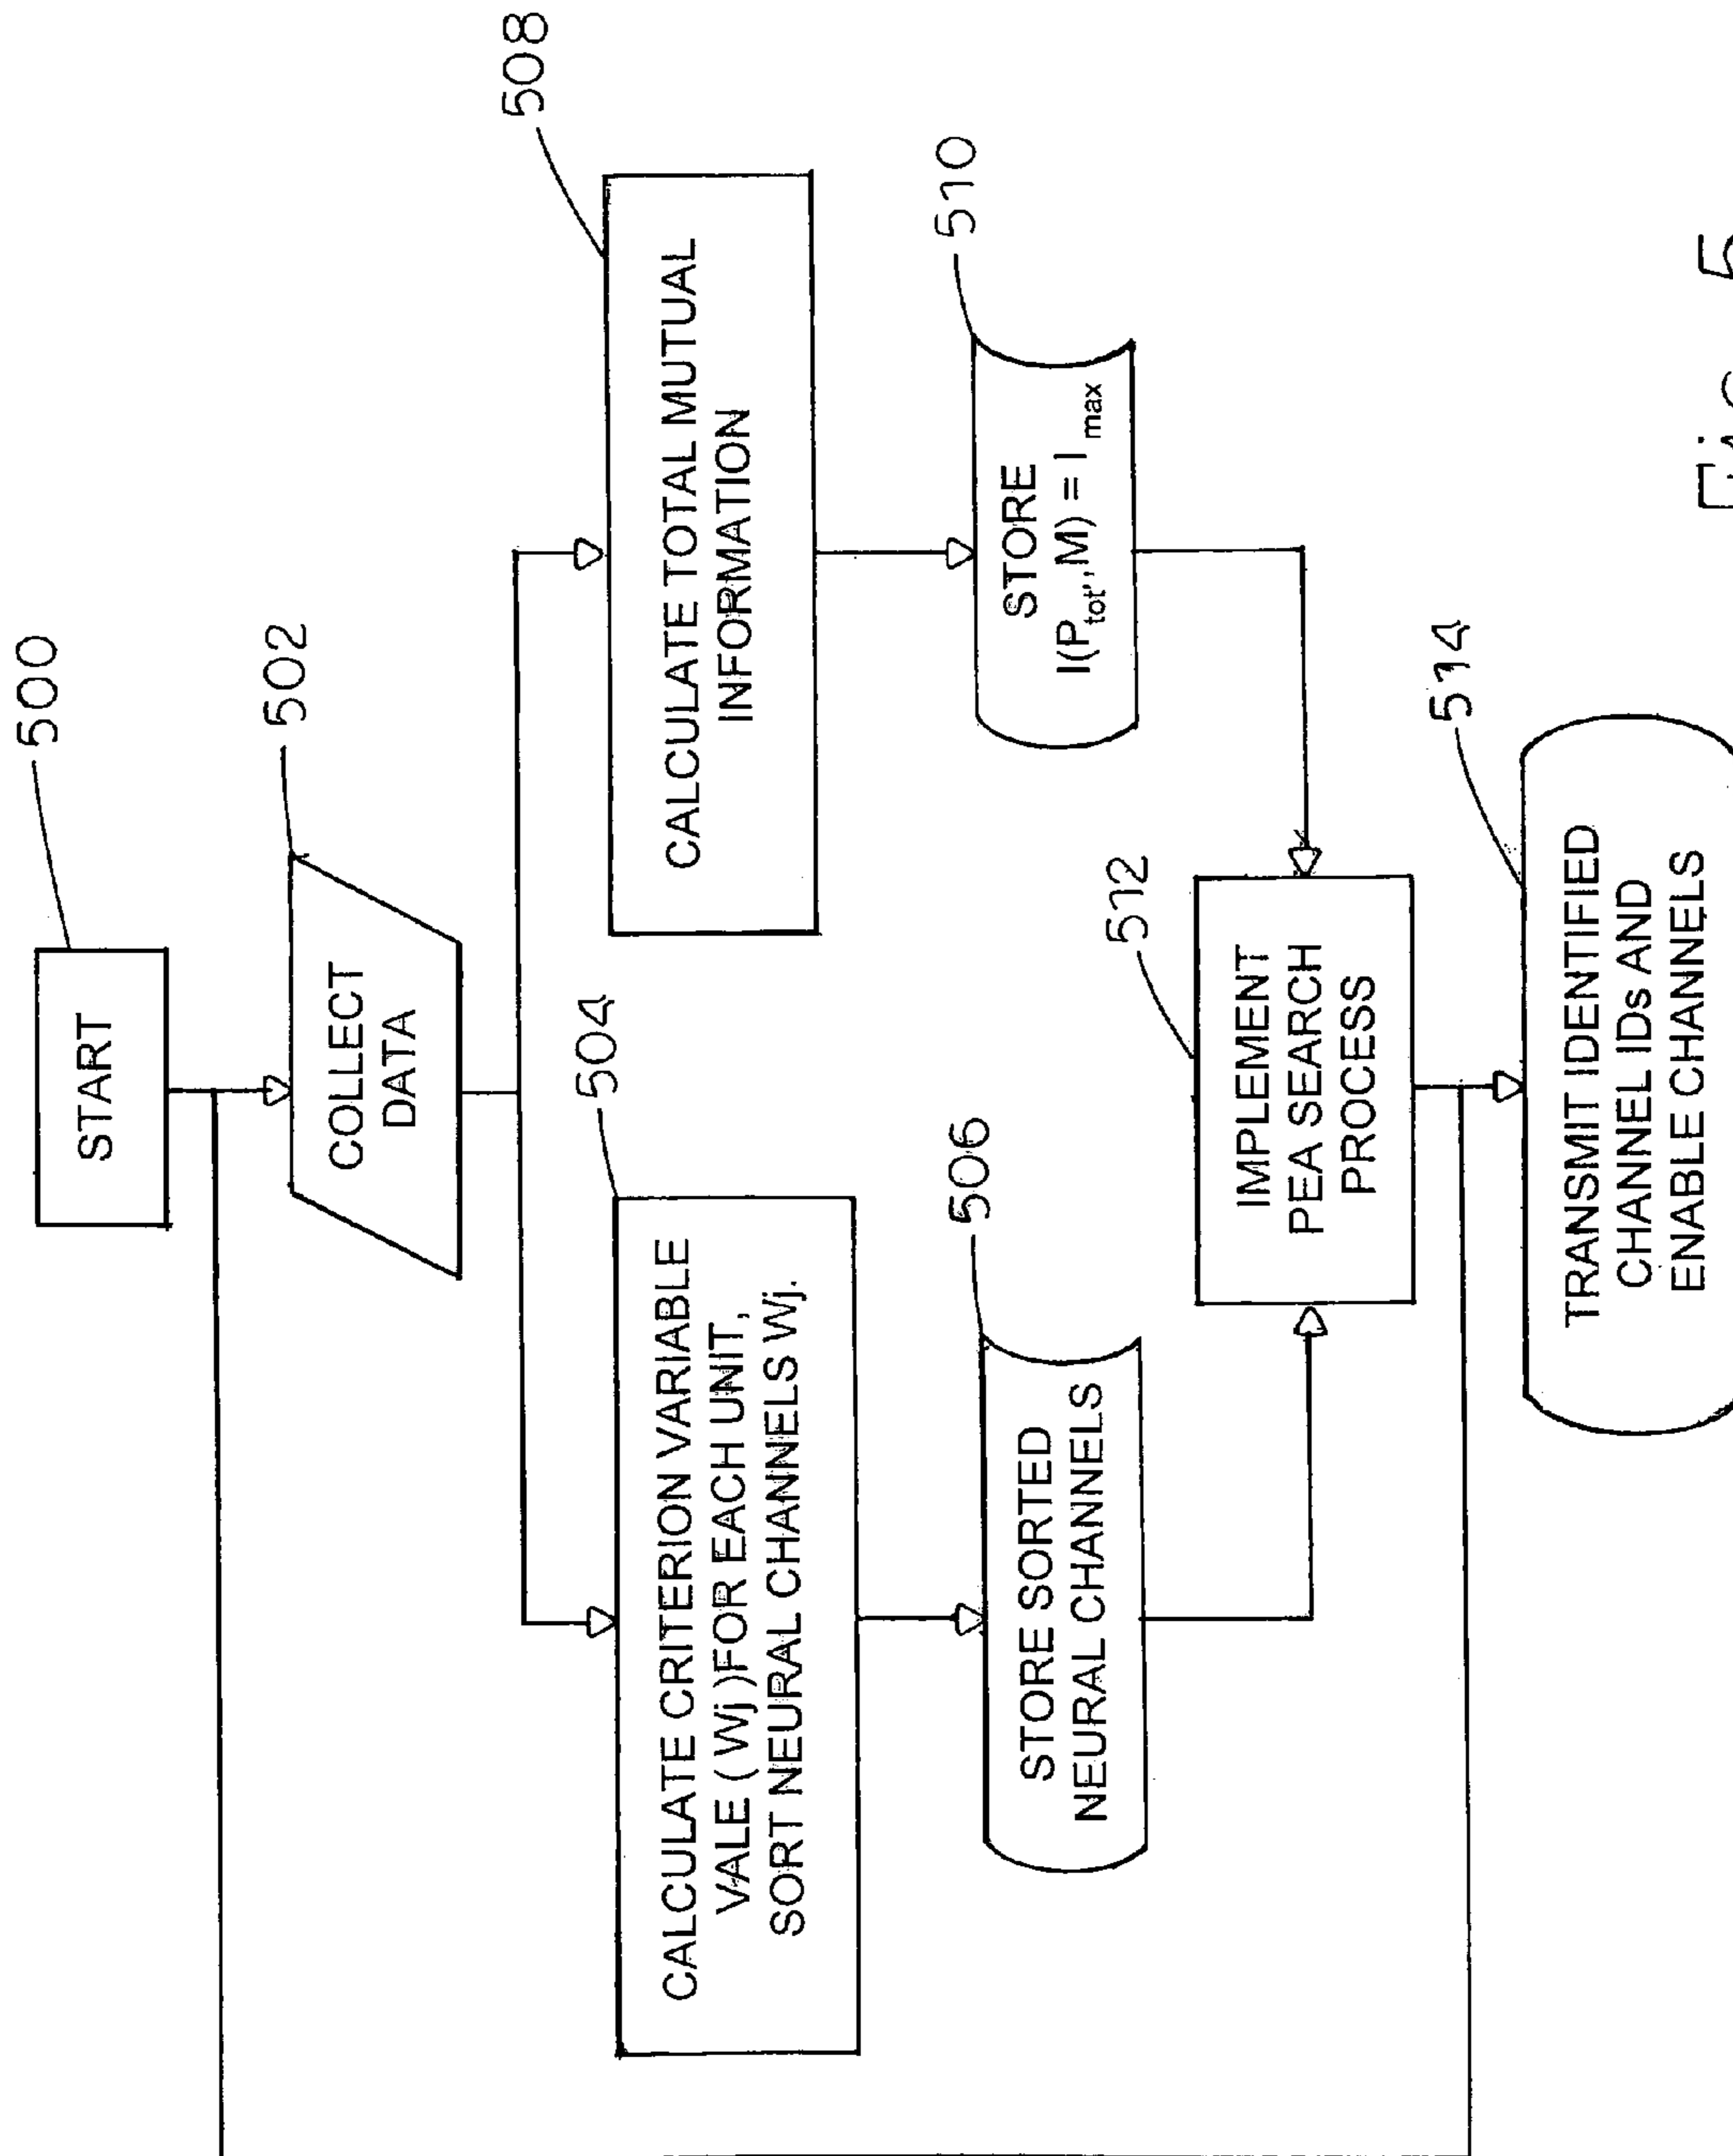 500
START
502
COLLECT
DATA
504
CALCULATE CRITERION VARIABLE
VALE ( Wj )FOR EACH UNIT,
SORT NEURAL CHANNELS Wj.
508
CALCULATE TOTAL MUTUAL
INFORMATION
506
STORE SORTED
NEURAL CHANNELS
510
STORE
I(Ptot',M) = I max
512
IMPLEMENT
PEA SEARCH
PROCESS
514
TRANSMIT IDENTIFIED
CHANNEL IDs AND
ENABLE CHANNELS